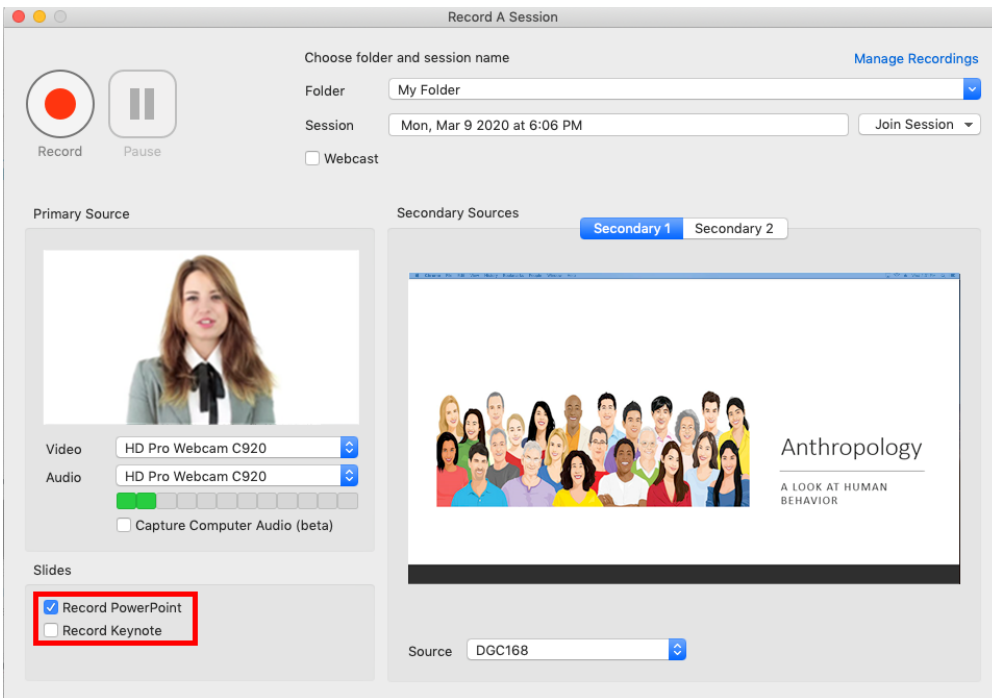 Record A Session
Choose folder and session name
Manage Recordings
Folder
My Folder
Session
Mon, Mar 9 2020 at 6:06 PM
Join Session
Record
Pause
Webcast
Primary Source
Secondary Sources
Secondary 1
Secondary 2
Anthropology
A LOOK AT HUMAN
BEHAVIOR
Video
HD Pro Webcam C920
Audio
HD Pro Webcam C920
Capture Computer Audio (beta)
Slides
Record PowerPoint
Record Keynote
Source
DGC168